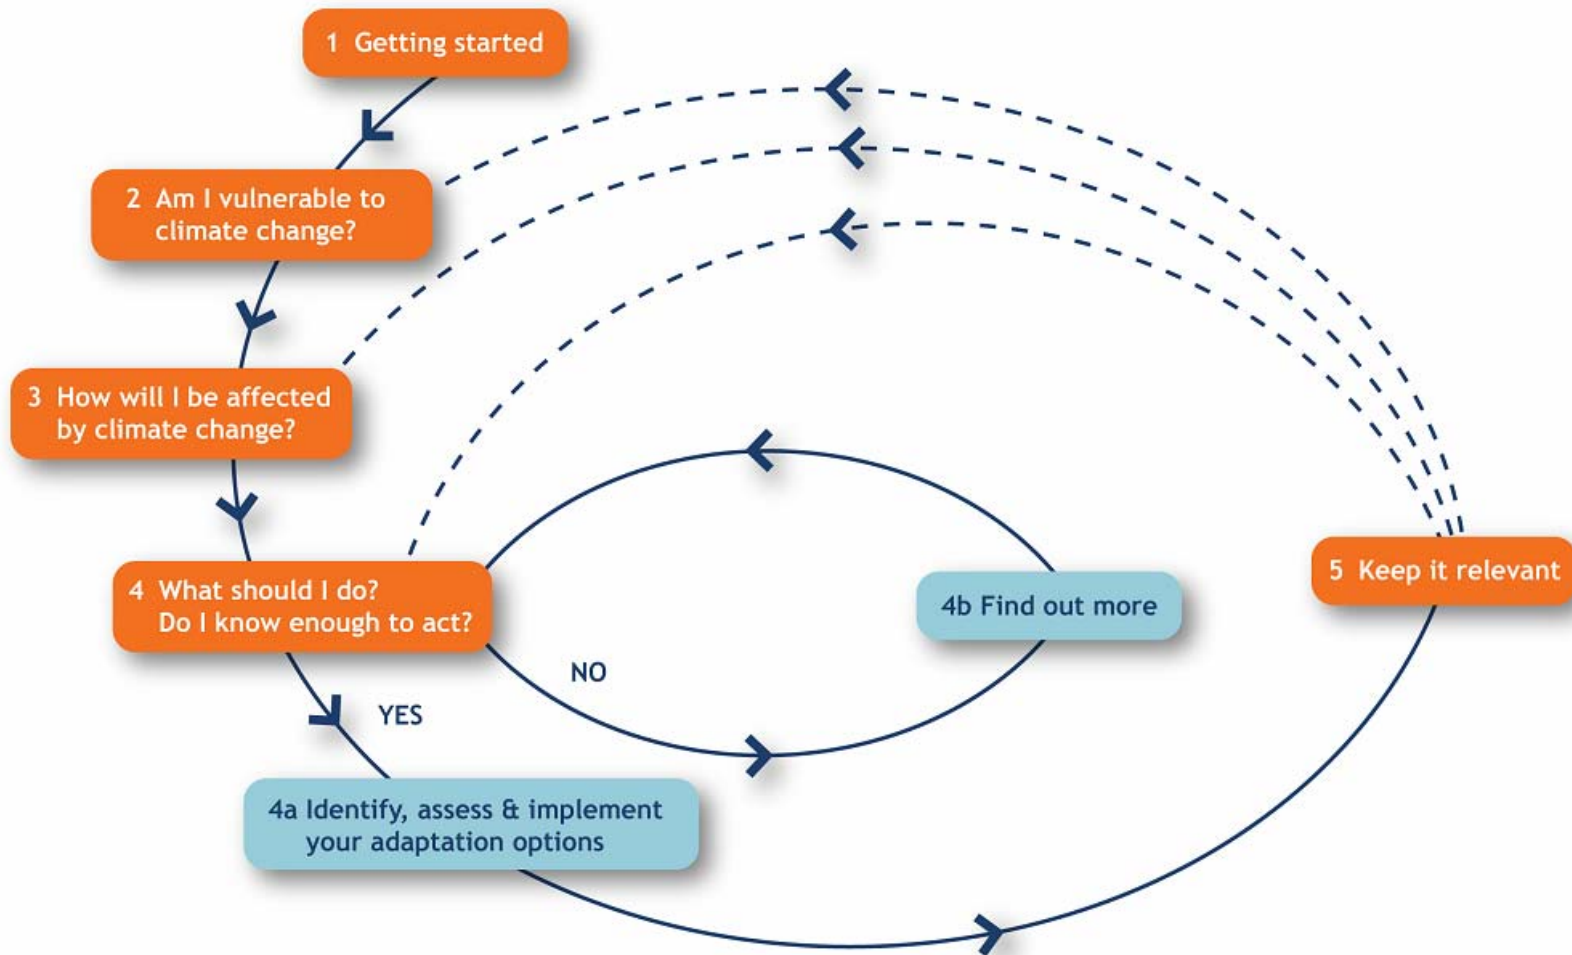 1 Getting started
2 Am I vulnerable to
climate change?
3 How will I be affected
by climate change?
4 What should I do?
Do I know enough to act?
4b Find out more
5 Keep it relevant
NO
YES
4a Identify, assess & implement
your adaptation options